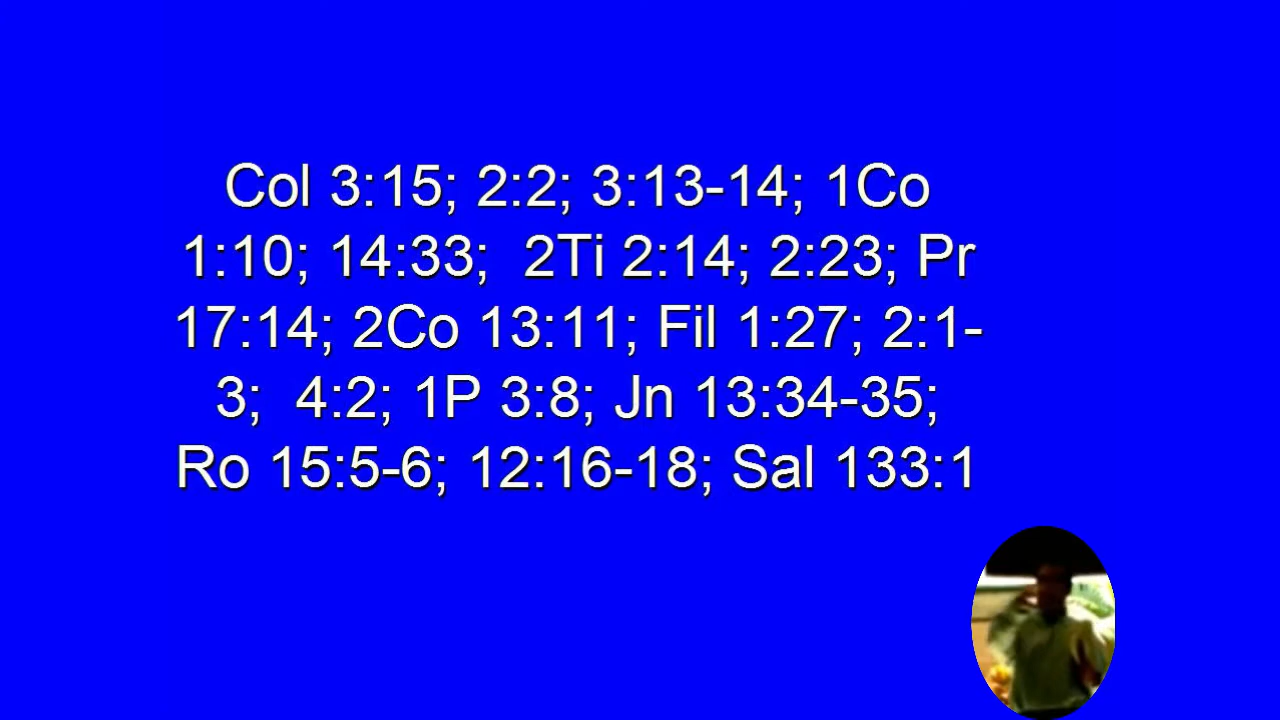 Col 3:15; 2:2; 3:13-14; 1Co
1:10; 14:33;  2Ti 2:14; 2:23; Pr
17:14; 2Co 13:11; Fil 1:27; 2:1-
3;  4:2; 1P 3:8; Jn 13:34-35;
Ro 15:5-6; 12:16-18; Sal 133:1